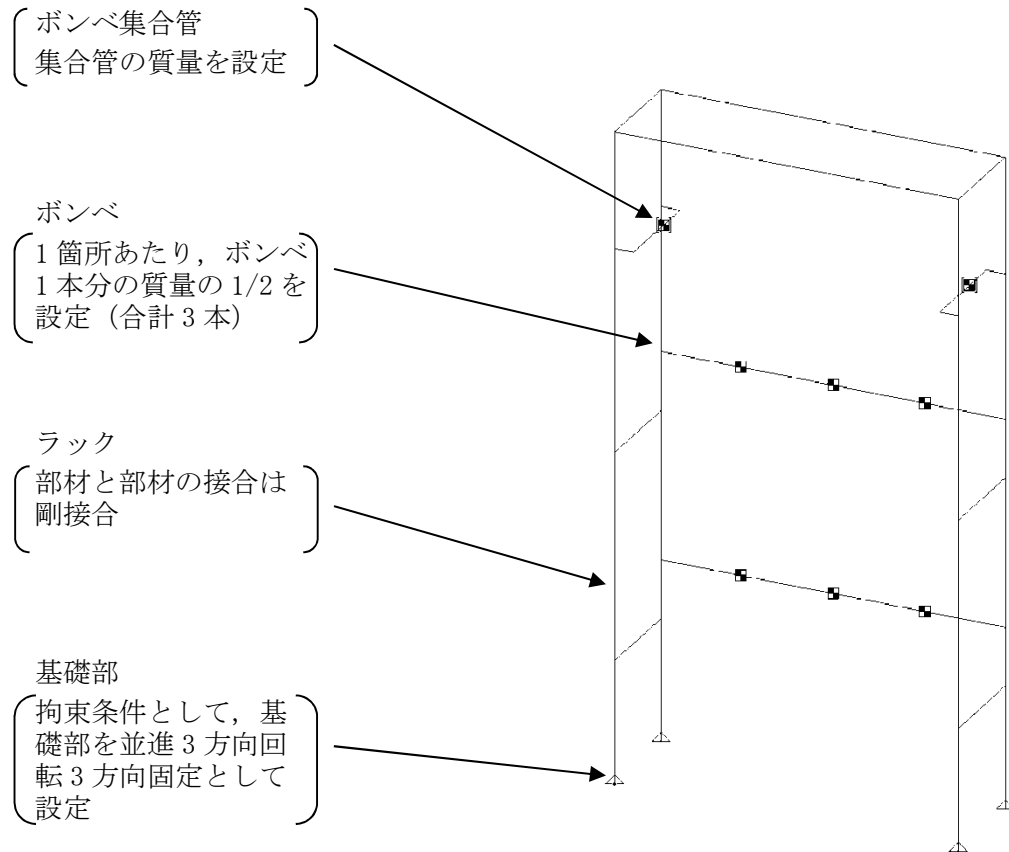 ボンベ集合管
集合管の質量を設定
ボンベ
1 箇所あたり，ボンベ
1 本分の質量の 1/2 を
設定（合計 3 本）
ラック
部材と部材の接合は
剛接合
基礎部
拘束条件として，基
礎部を並進 3 方向回
転 3 方向固定として
設定